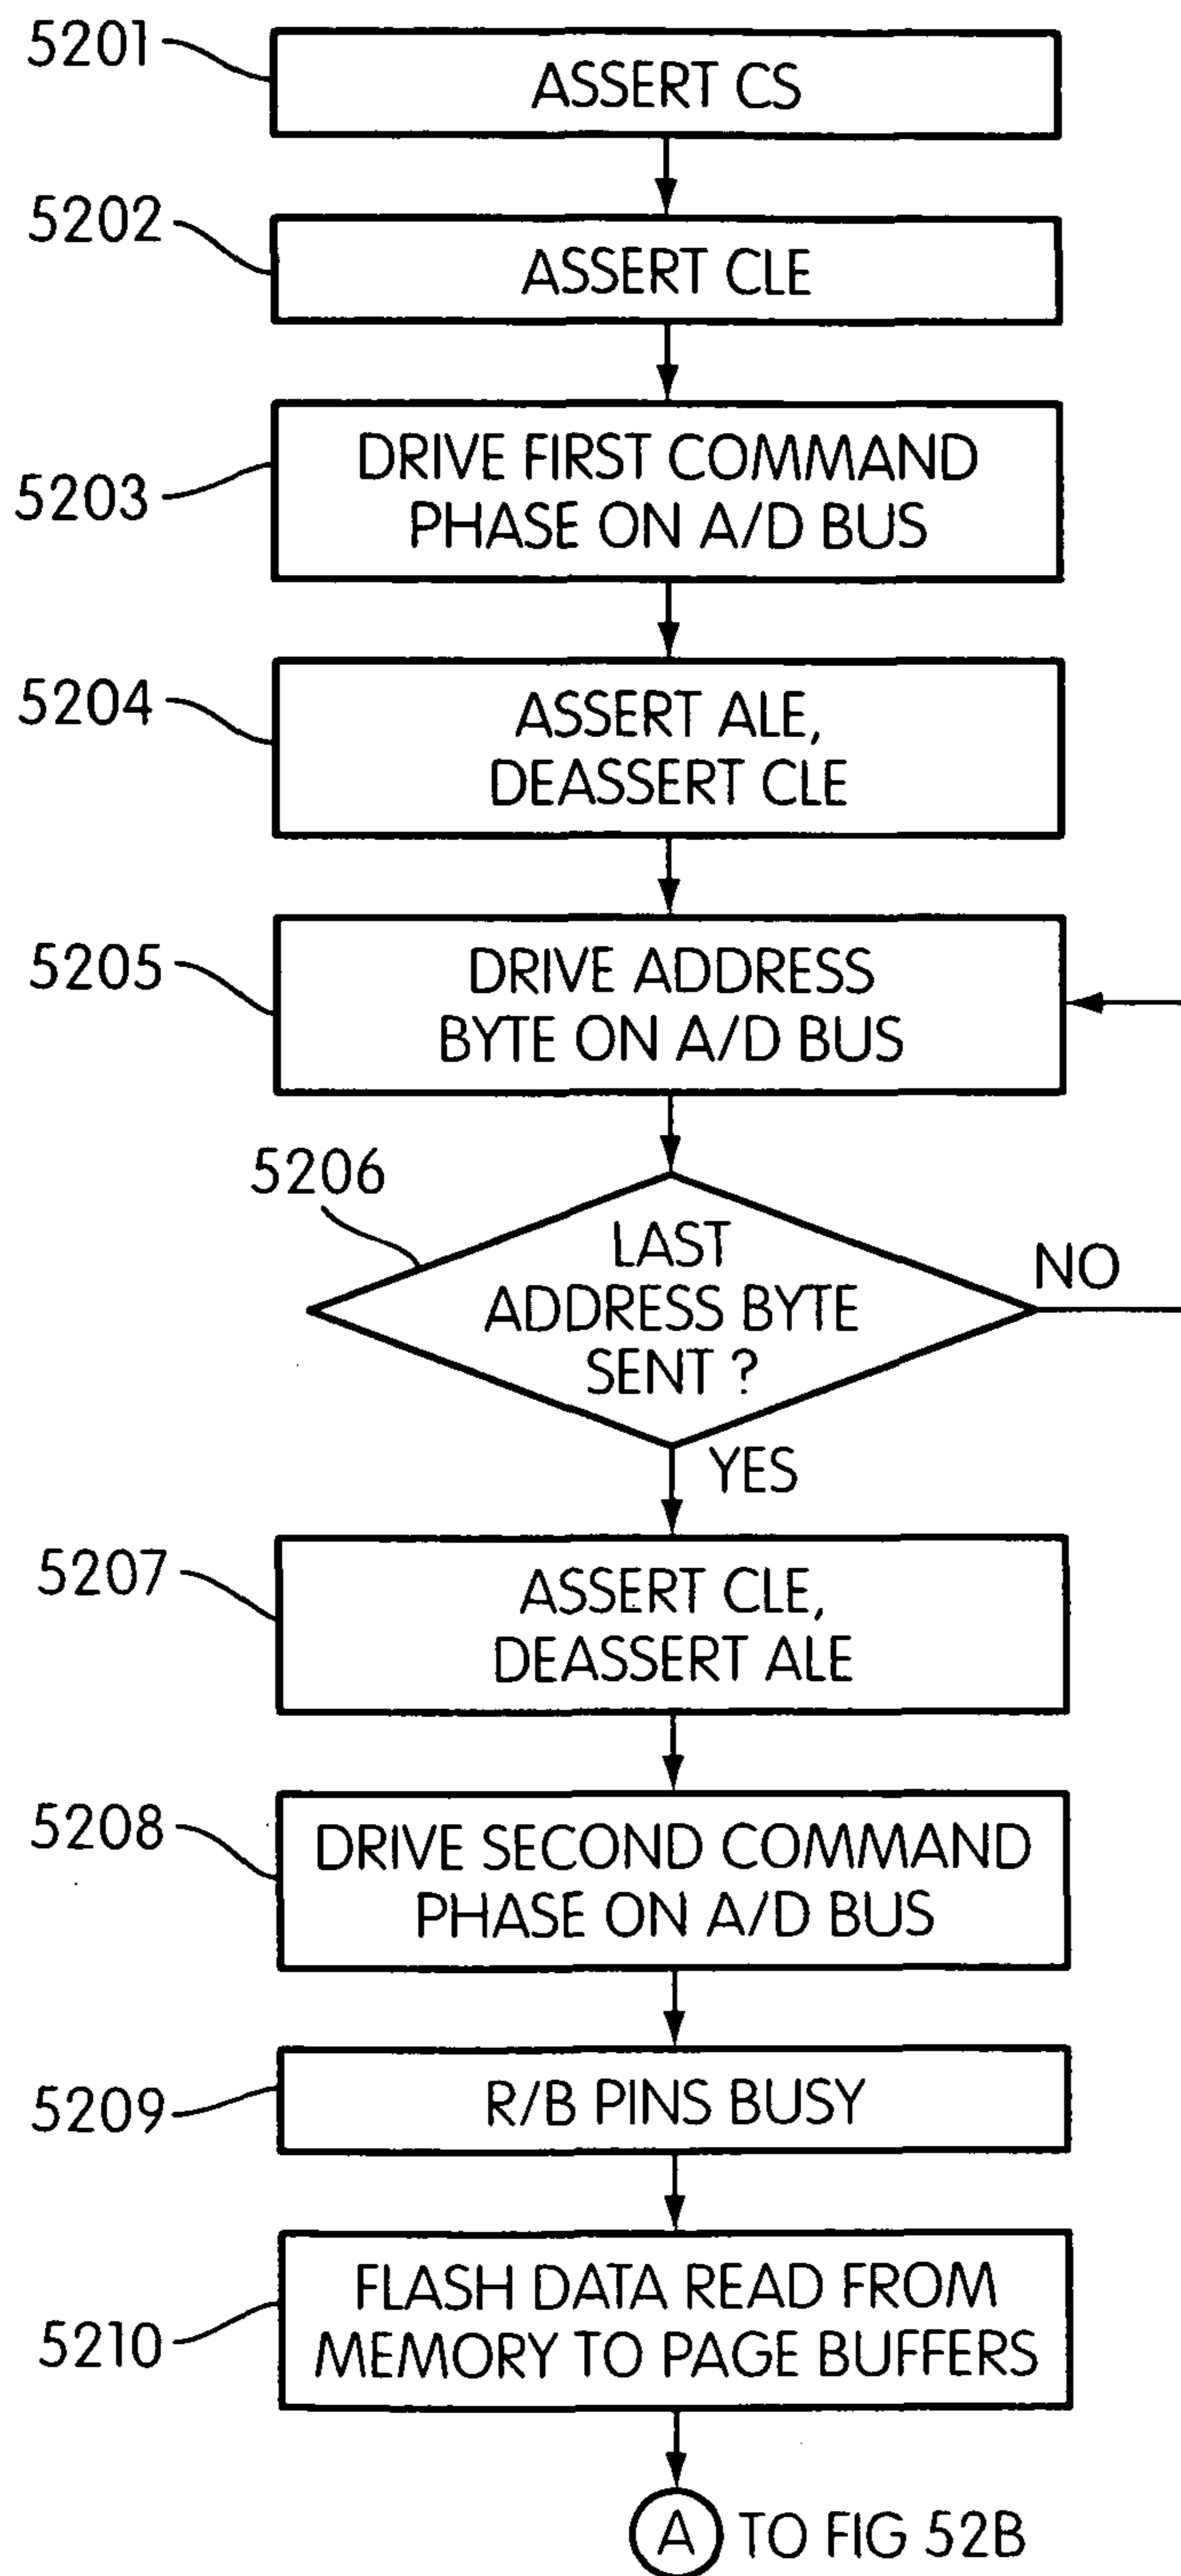 5201
ASSERT CS
5202
ASSERT CLE
5203
DRIVE FIRST COMMAND
PHASE ON A/D BUS
5204
ASSERT ALE,
DEASSERT CLE
5205
DRIVE ADDRESS
BYTE ON A/D BUS
5206
LAST
ADDRESS BYTE
SENT ?
NO
YES
5207
ASSERT CLE,
DEASSERT ALE
5208
DRIVE SECOND COMMAND
PHASE ON A/D BUS
5209
R/B PINS BUSY
5210
FLASH DATA READ FROM
MEMORY TO PAGE BUFFERS
A TO FIG 52B